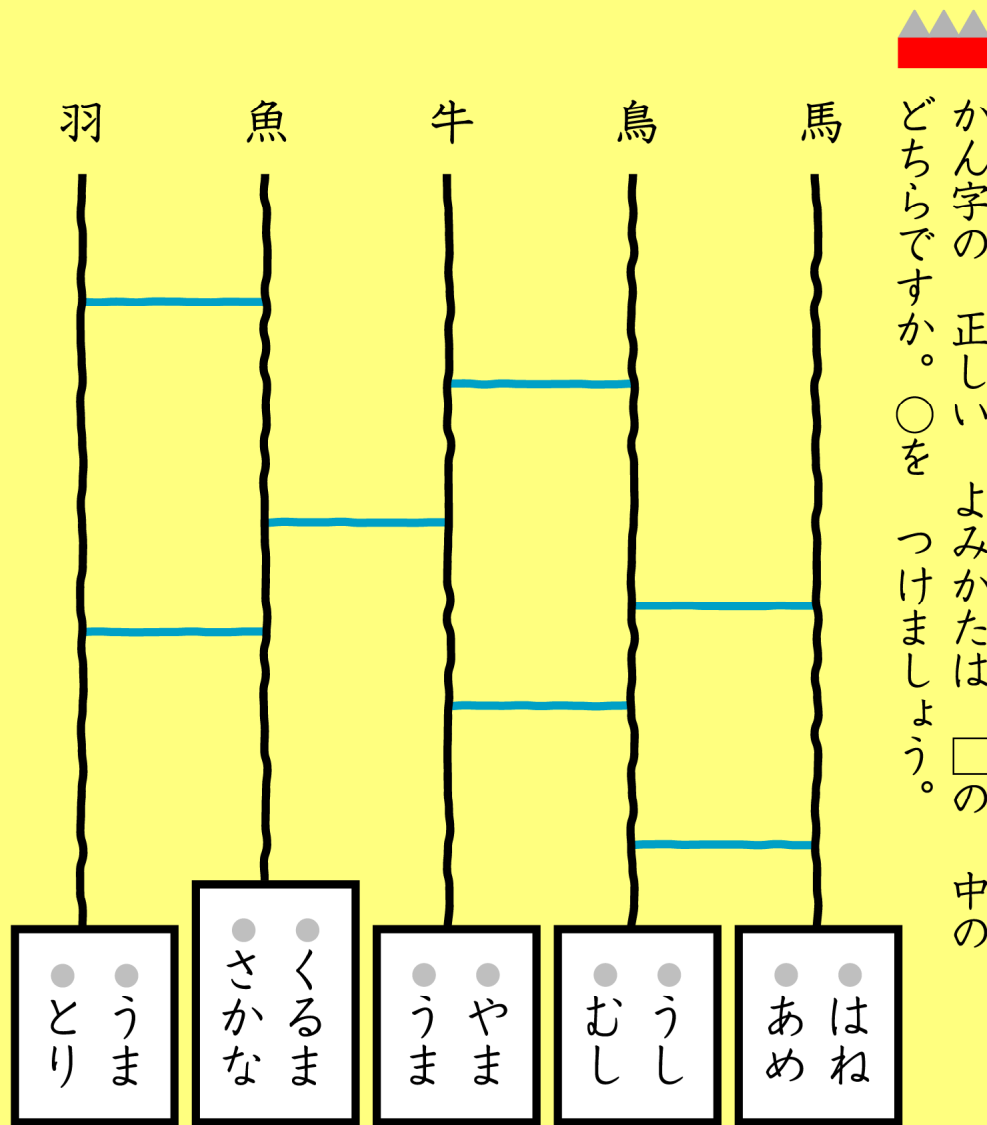 かん字の　正しい　よみかたは　□の　中の
どちらですか。○を　つけましょう。
馬
鳥
牛
魚
羽
はね
あめ
うし
むし
やま
うま
くるま
さかな
うま
とり